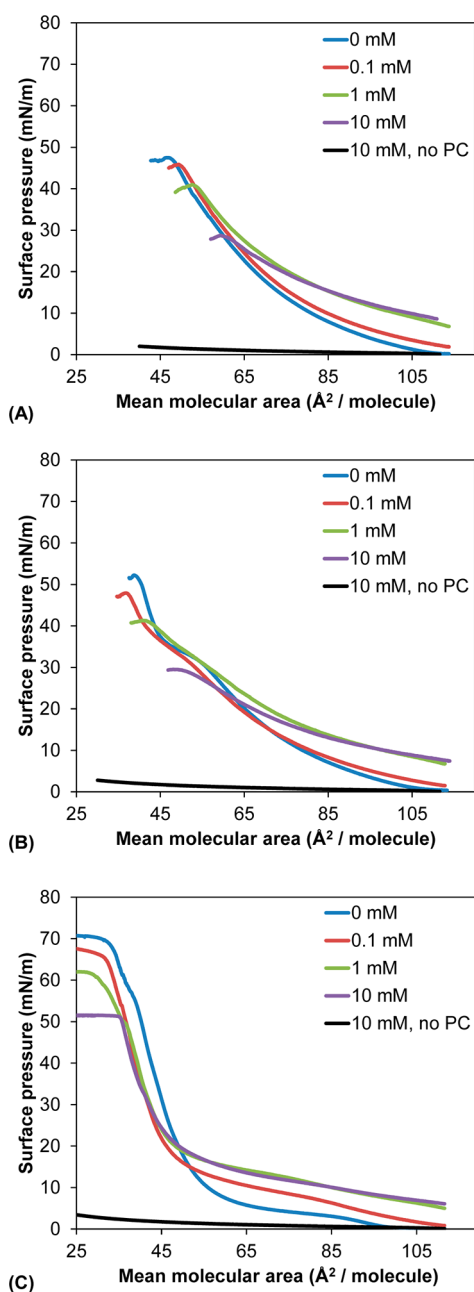 80
70
60
50
40
30
20
10
0
Surface pressure (mN/m)
0 mM
0.1 mM
1 mM
10 mM
10 mM, no PC
25 45 65 85 105
Mean molecular area (Å² / molecule)
(A)
80
70
60
50
40
30
20
10
0
Surface pressure (mN/m)
0 mM
0.1 mM
1 mM
10 mM
10 mM, no PC
25 45 65 85 105
Mean molecular area (Å² / molecule)
(B)
80
70
60
50
40
30
20
10
0
Surface pressure (mN/m)
0 mM
0.1 mM
1 mM
10 mM
10 mM, no PC
25 45 65 85 105
Mean molecular area (Å² / molecule)
(C)